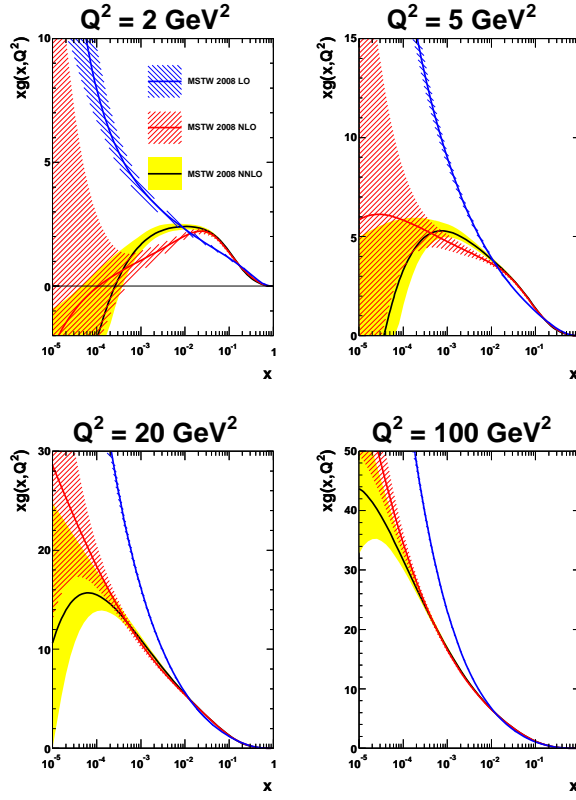 Q² = 2 GeV²
xg(x,Q²)
10
5
0
MSTW 2008 LO
MSTW 2008 NLO
MSTW 2008 NNLO
10⁻⁵ 10⁻⁴ 10⁻³ 10⁻² 10⁻¹ 1
x
Q² = 5 GeV²
xg(x,Q²)
15
10
5
0
10⁻⁵ 10⁻⁴ 10⁻³ 10⁻² 10⁻¹
x
Q² = 20 GeV²
xg(x,Q²)
30
20
10
0
10⁻⁵ 10⁻⁴ 10⁻³ 10⁻² 10⁻¹ 1
x
Q² = 100 GeV²
xg(x,Q²)
50
40
30
20
10
0
10⁻⁵ 10⁻⁴ 10⁻³ 10⁻² 10⁻¹
x